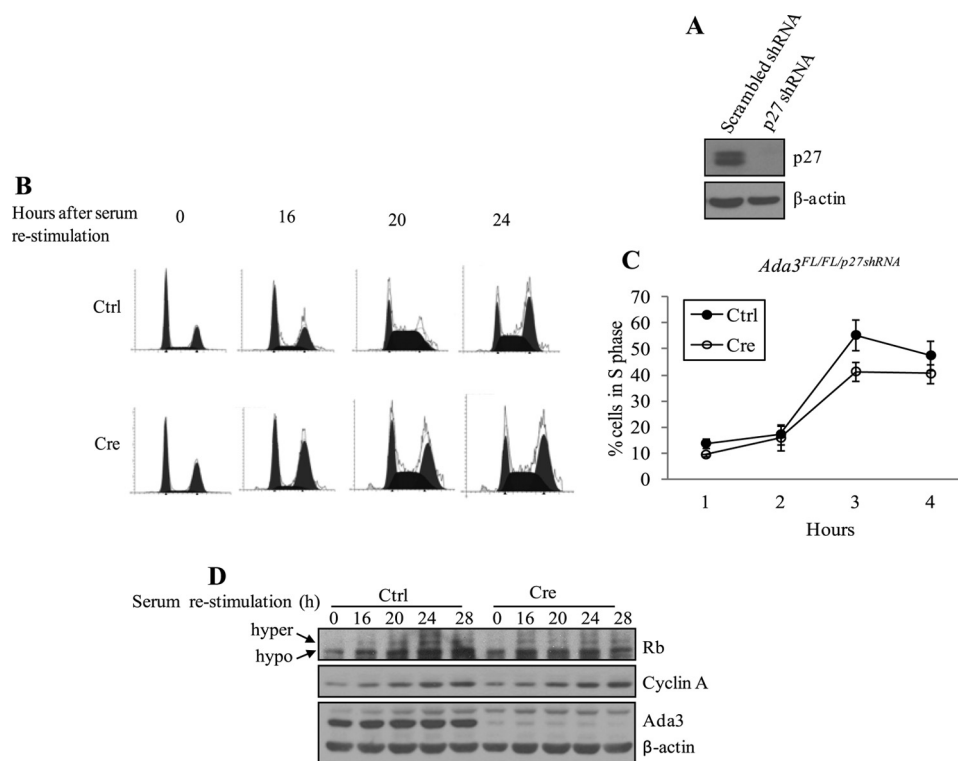 A
Scrambled shRNA
p27 shRNA
p27
β-actin
B
Hours after serum
re-stimulation
0 16 20 24
Ctrl
Cre
C
Ada3^FL/FL/p27shRNA
70
60
50
40
30
20
10
0
% cells in S phase
Ctrl
Cre
1 2 3 4
Hours
D
Serum re-stimulation (h)
Ctrl Cre
0 16 20 24 28 0 16 20 24 28
hyper
hypo
Rb
Cyclin A
Ada3
β-actin